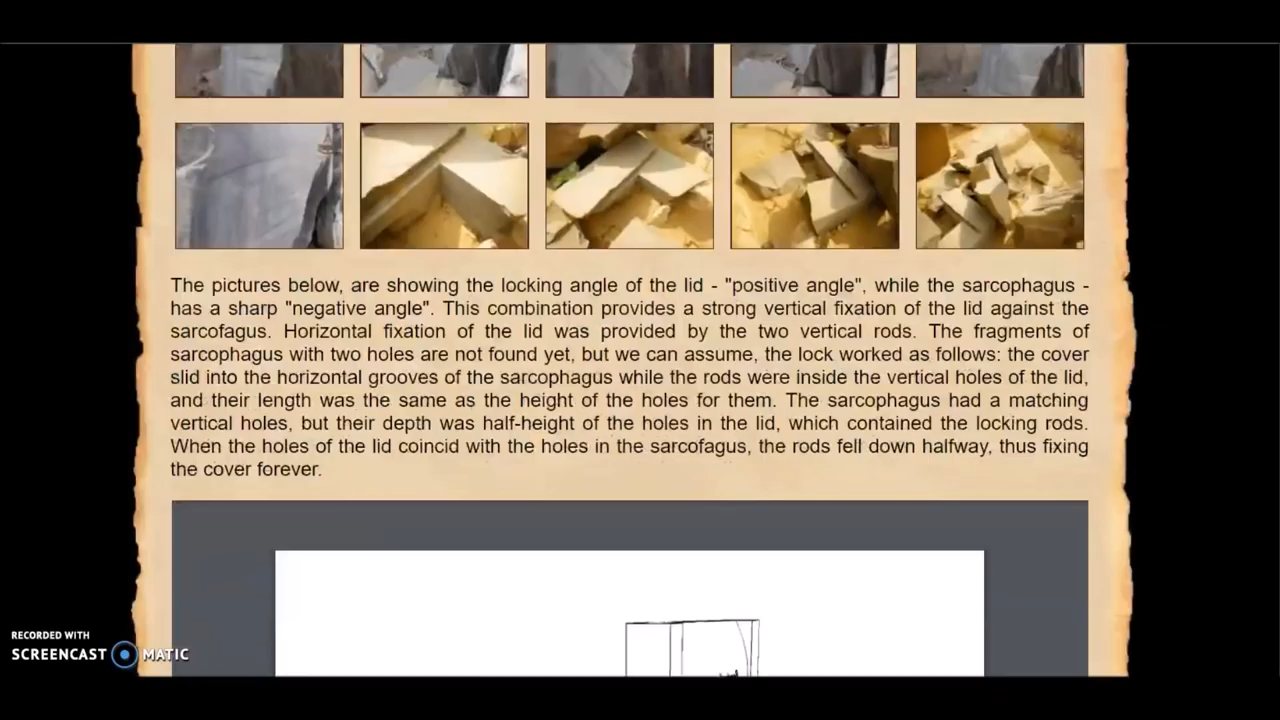 The pictures below, are showing the locking angle of the lid - "positive angle", while the sarcophagus -
has a sharp "negative angle". This combination provides a strong vertical fixation of the lid against the
sarcofagus. Horizontal fixation of the lid was provided by the two vertical rods. The fragments of
sarcophagus with two holes are not found yet, but we can assume, the lock worked as follows: the cover
slid into the horizontal grooves of the sarcophagus while the rods were inside the vertical holes of the lid,
and their length was the same as the height of the holes for them. The sarcophagus had a matching
vertical holes, but their depth was half-height of the holes in the lid, which contained the locking rods.
When the holes of the lid coincid with the holes in the sarcofagus, the rods fell down halfway, thus fixing
the cover forever.
RECORDED WITH
SCREENCAST MATIC